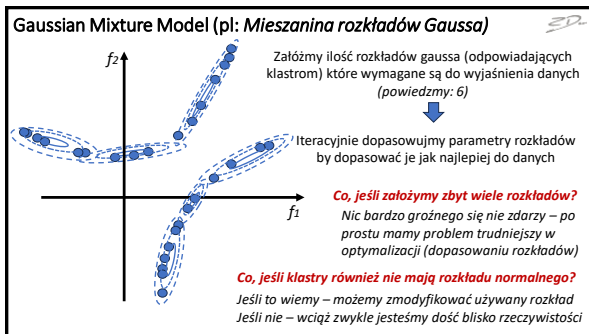 Gaussian Mixture Model (pl: Mieszanina rozkładów Gaussa)
f2
Załóżmy ilość rozkładów gaussa (odpowiadających
klastrom) które wymagane są do wyjaśnienia danych
(powiedzmy: 6)
Iteracyjnie dopasowujmy parametry rozkładów
by dopasować je jak najlepiej do danych
f1
Co, jeśli założymy zbyt wiele rozkładów?
Nic bardzo groźnego się nie zdarzy – po
prostu mamy problem trudniejszy w
optymalizacji (dopasowaniu rozkładów)
Co, jeśli klastry również nie mają rozkładu normalnego?
Jeśli to wiemy – możemy zmodyfikować używany rozkład
Jeśli nie – wciąż zwykle jesteśmy dość blisko rzeczywistości